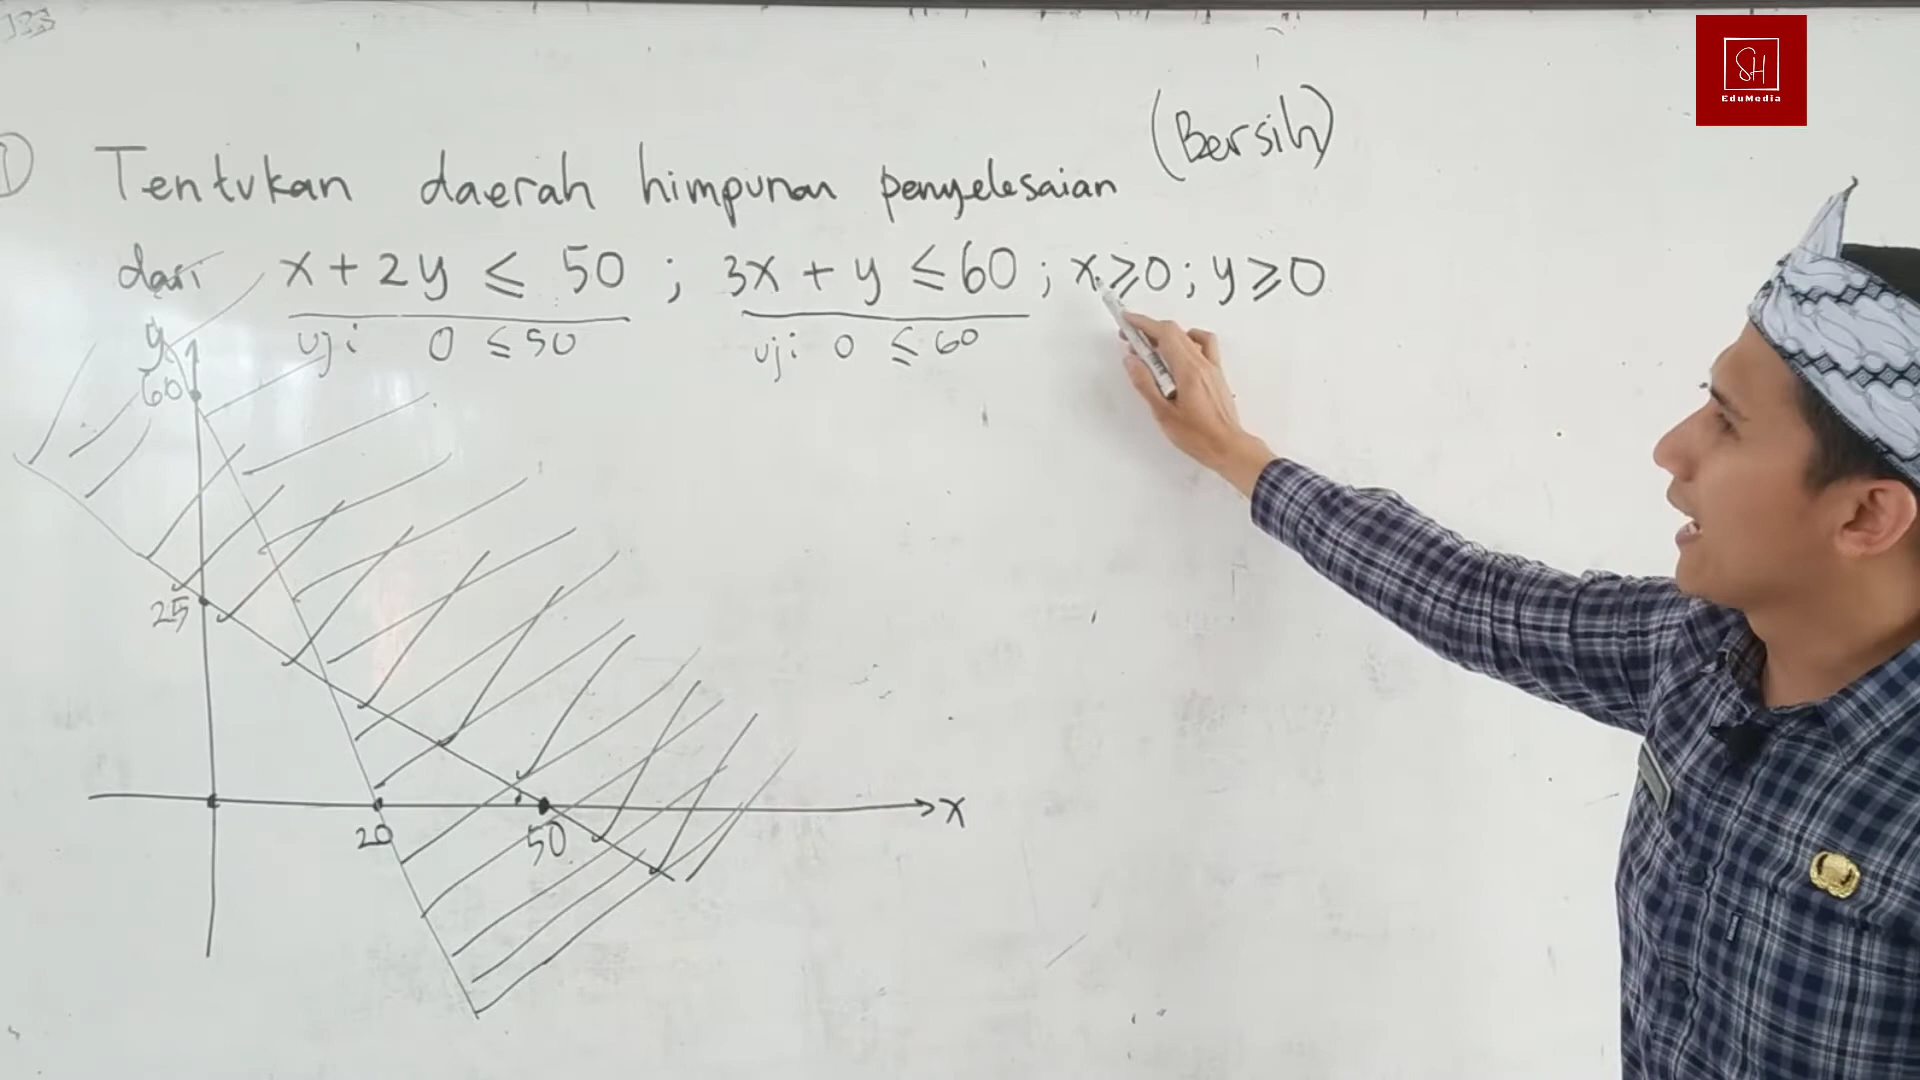 SH
EduMedia
(Bersih)
1 Tentukan daerah himpunan penyelesaian
dari x + 2y ≤ 50 ; 3x + y ≤ 60 ; x ≥ 0 ; y ≥ 0
uji 0 ≤ 50 uji 0 ≤ 60
y
60
25
x
20 50